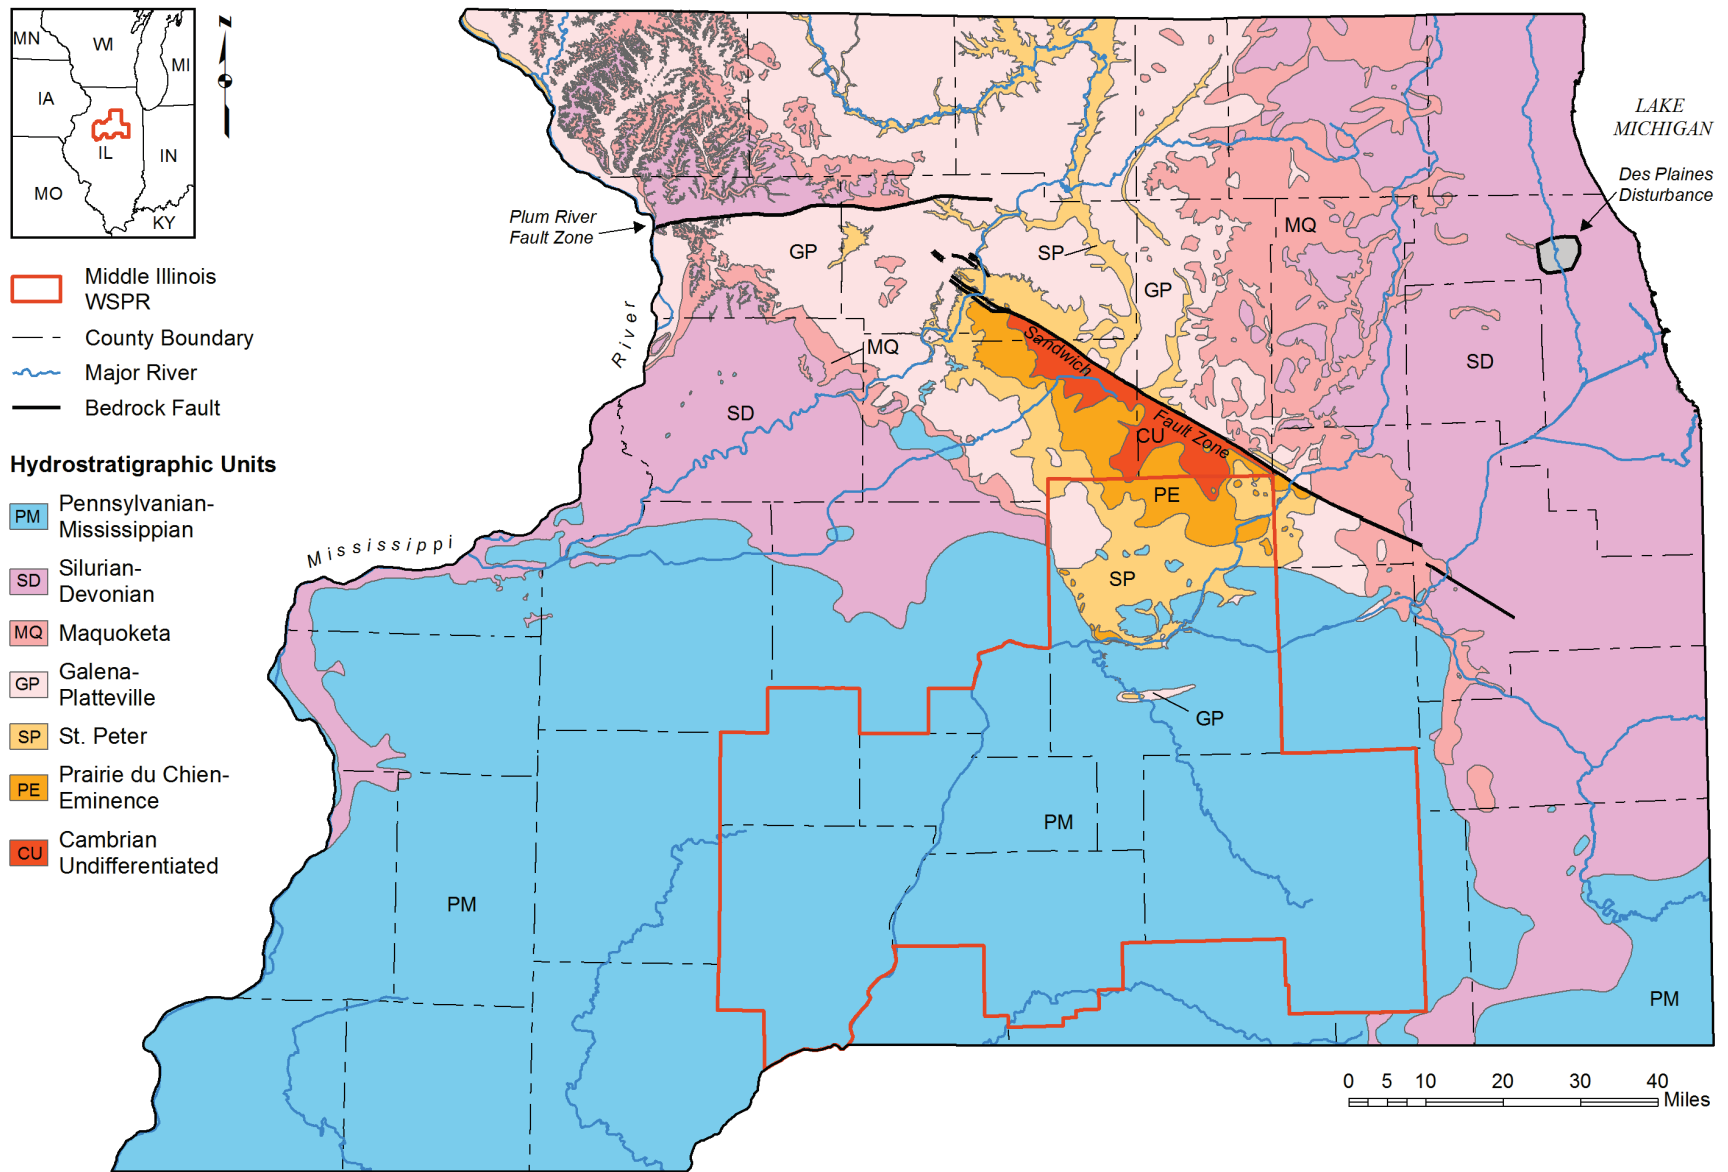 MN
WI
MI
IA
IL
IN
MO
KY
N
Middle Illinois
WSPR
County Boundary
Major River
Bedrock Fault
Hydrostratigraphic Units
PM
Pennsylvanian-
Mississippian
SD
Silurian-
Devonian
MQ
Maquoketa
GP
Galena-
Platteville
SP
St. Peter
PE
Prairie du Chien-
Eminence
CU
Cambrian
Undifferentiated
LAKE
MICHIGAN
Des Plaines
Disturbance
Plum River
Fault Zone
GP
SP
MQ
GP
River
Sandwich
Fault Zone
MQ
SD
SD
CU
PE
Mississippi
SP
GP
PM
PM
PM
0 5 10 20 30 40
Miles